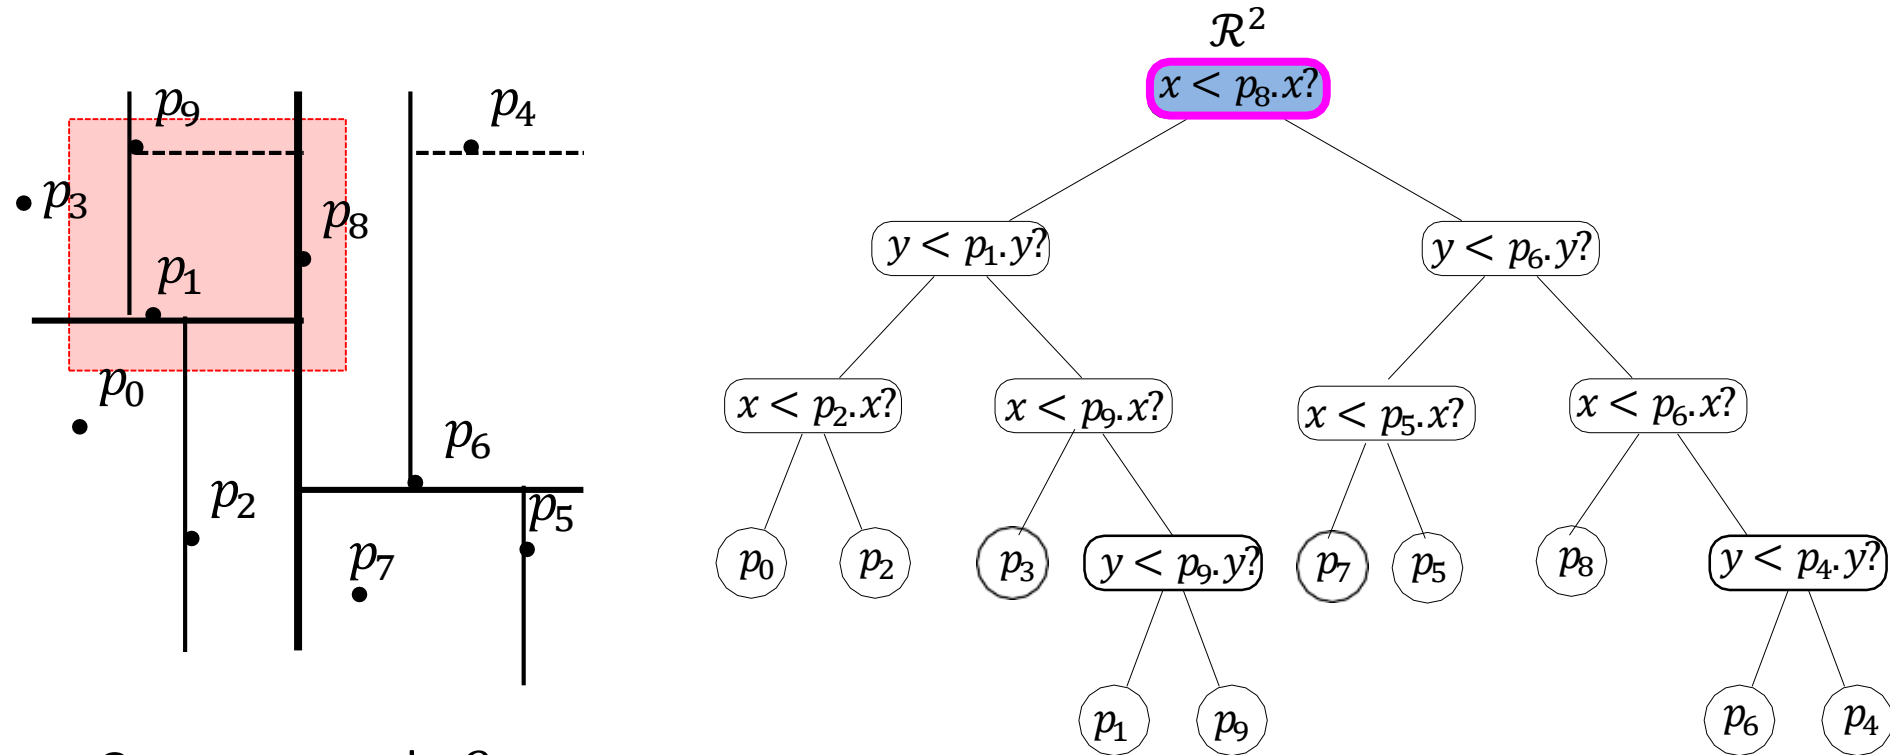 p₉
p₄
p₃
p₈
p₁
p₀
p₆
p₂
p₅
p₇
ℛ²
x < p₈.x?
y < p₁.y?
y < p₆.y?
x < p₂.x?
x < p₉.x?
x < p₅.x?
x < p₆.x?
p₀
p₂
p₃
y < p₉.y?
p₇
p₅
p₈
y < p₄.y?
p₁
p₉
p₆
p₄